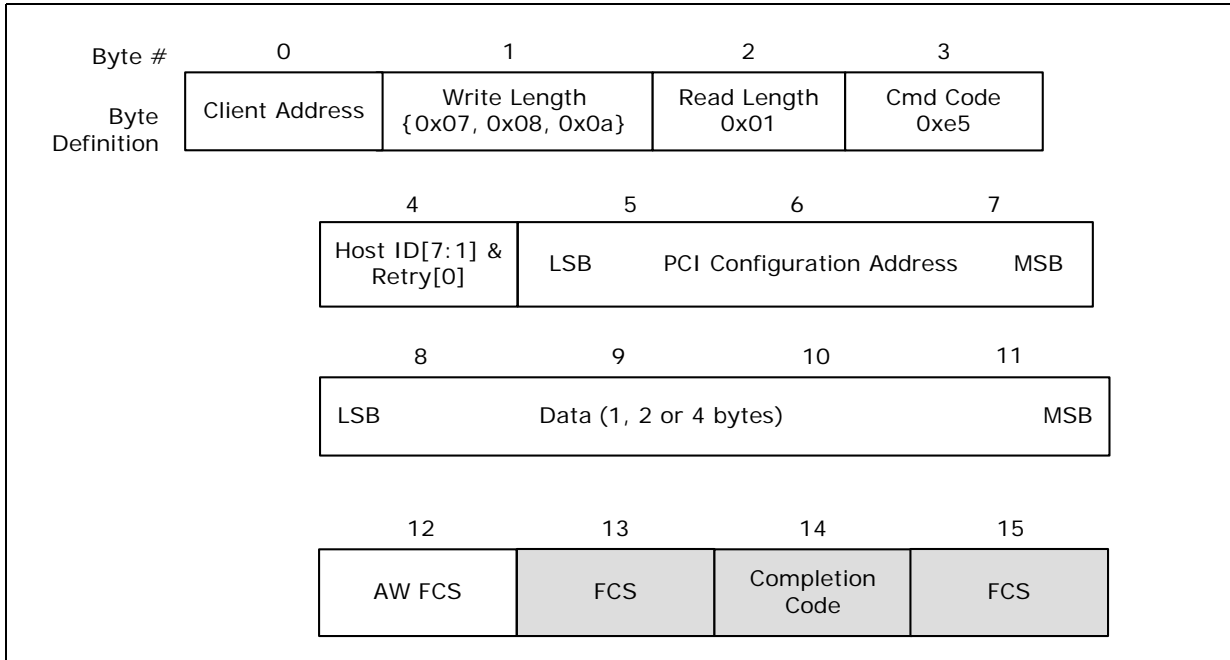 Byte # 0 1 2 3
Byte Definition
Client Address
Write Length
{0x07, 0x08, 0x0a}
Read Length
0x01
Cmd Code
0xe5
4 5 6 7
Host ID[7:1] &
Retry[0]
LSB PCI Configuration Address MSB
8 9 10 11
LSB Data (1, 2 or 4 bytes) MSB
12 13 14 15
AW FCS
FCS
Completion
Code
FCS